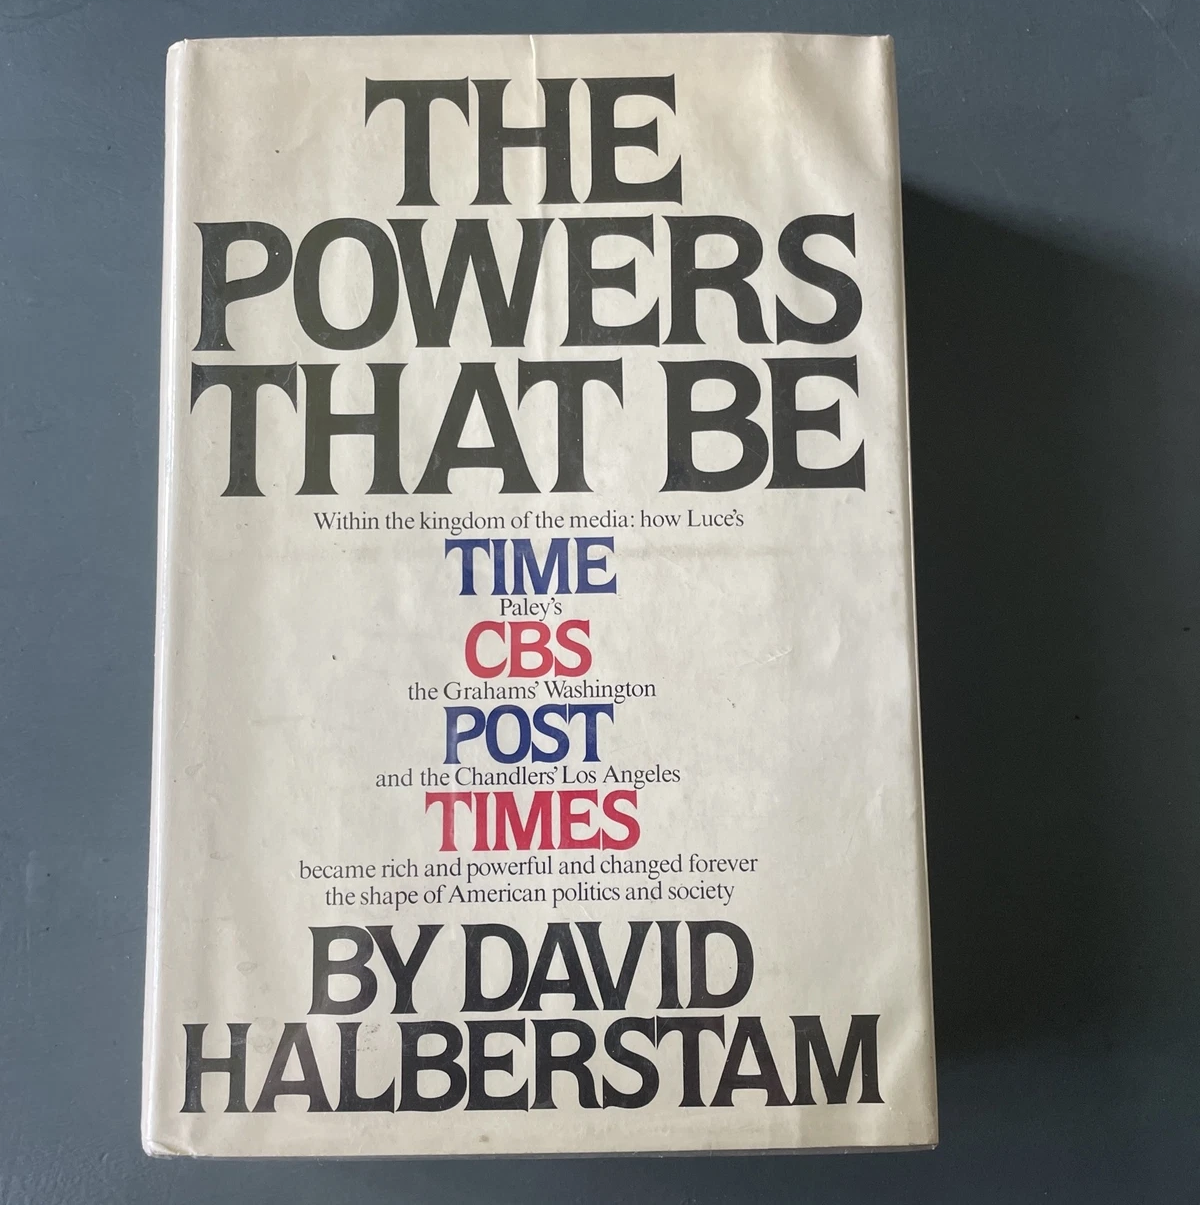 THE
POWERS
THAT BE
Within the kingdom of the media: how Luce's
TIME
Paley's
CBS
the Grahams' Washington
POST
and the Chandlers' Los Angeles
TIMES
became rich and powerful and changed forever
the shape of American politics and society
BY DAVID
HALBERSTAM